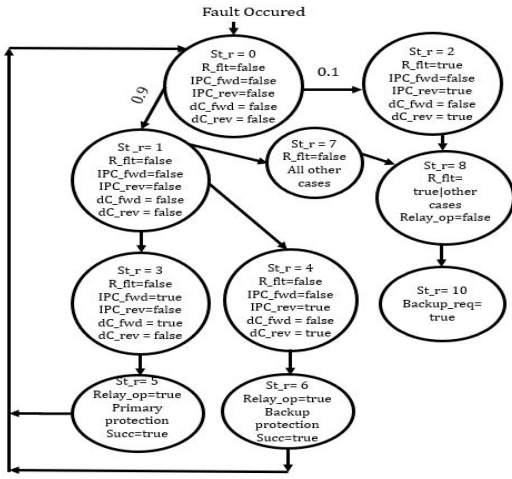 Fault Occured
St_r = 0
R_flt=false
IPC_fwd=false
IPC_rev=false
dC_fwd = false
dC_rev = false
0.1
St_r = 2
R_flt=true
IPC_fwd=false
IPC_rev=true
dC_fwd = false
dC_rev = true
0.9
St_r= 1
R_flt=false
IPC_fwd=false
IPC_rev=false
dC_fwd = false
dC_rev = false
St_r = 7
R_flt=false
All other
cases
St_r= 8
R_flt=
true|other
cases
Relay_op=false
St_r = 3
R_flt=false
IPC_fwd=true
IPC_rev=false
dC_fwd = true
dC_rev = false
St_r = 4
R_flt=false
IPC_fwd=false
IPC_rev=true
dC_fwd = false
dC_rev = true
St_r= 10
Backup_req=
true
St_r= 5
Relay_op=true
Primary
protection
Succ=true
St_r= 6
Relay_op=true
Backup
protection
Succ=true